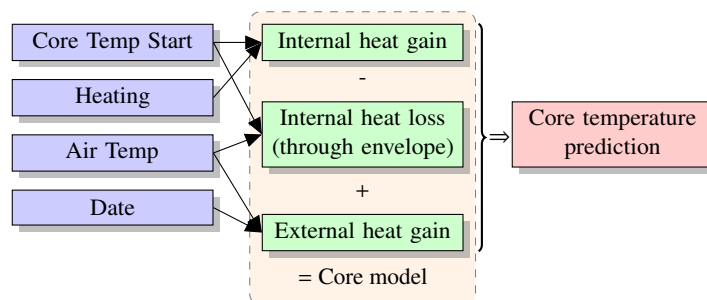 Core Temp Start
Heating
Air Temp
Date
Internal heat gain
-
Internal heat loss
(through envelope)
+
External heat gain
= Core model
⇒
Core temperature
prediction